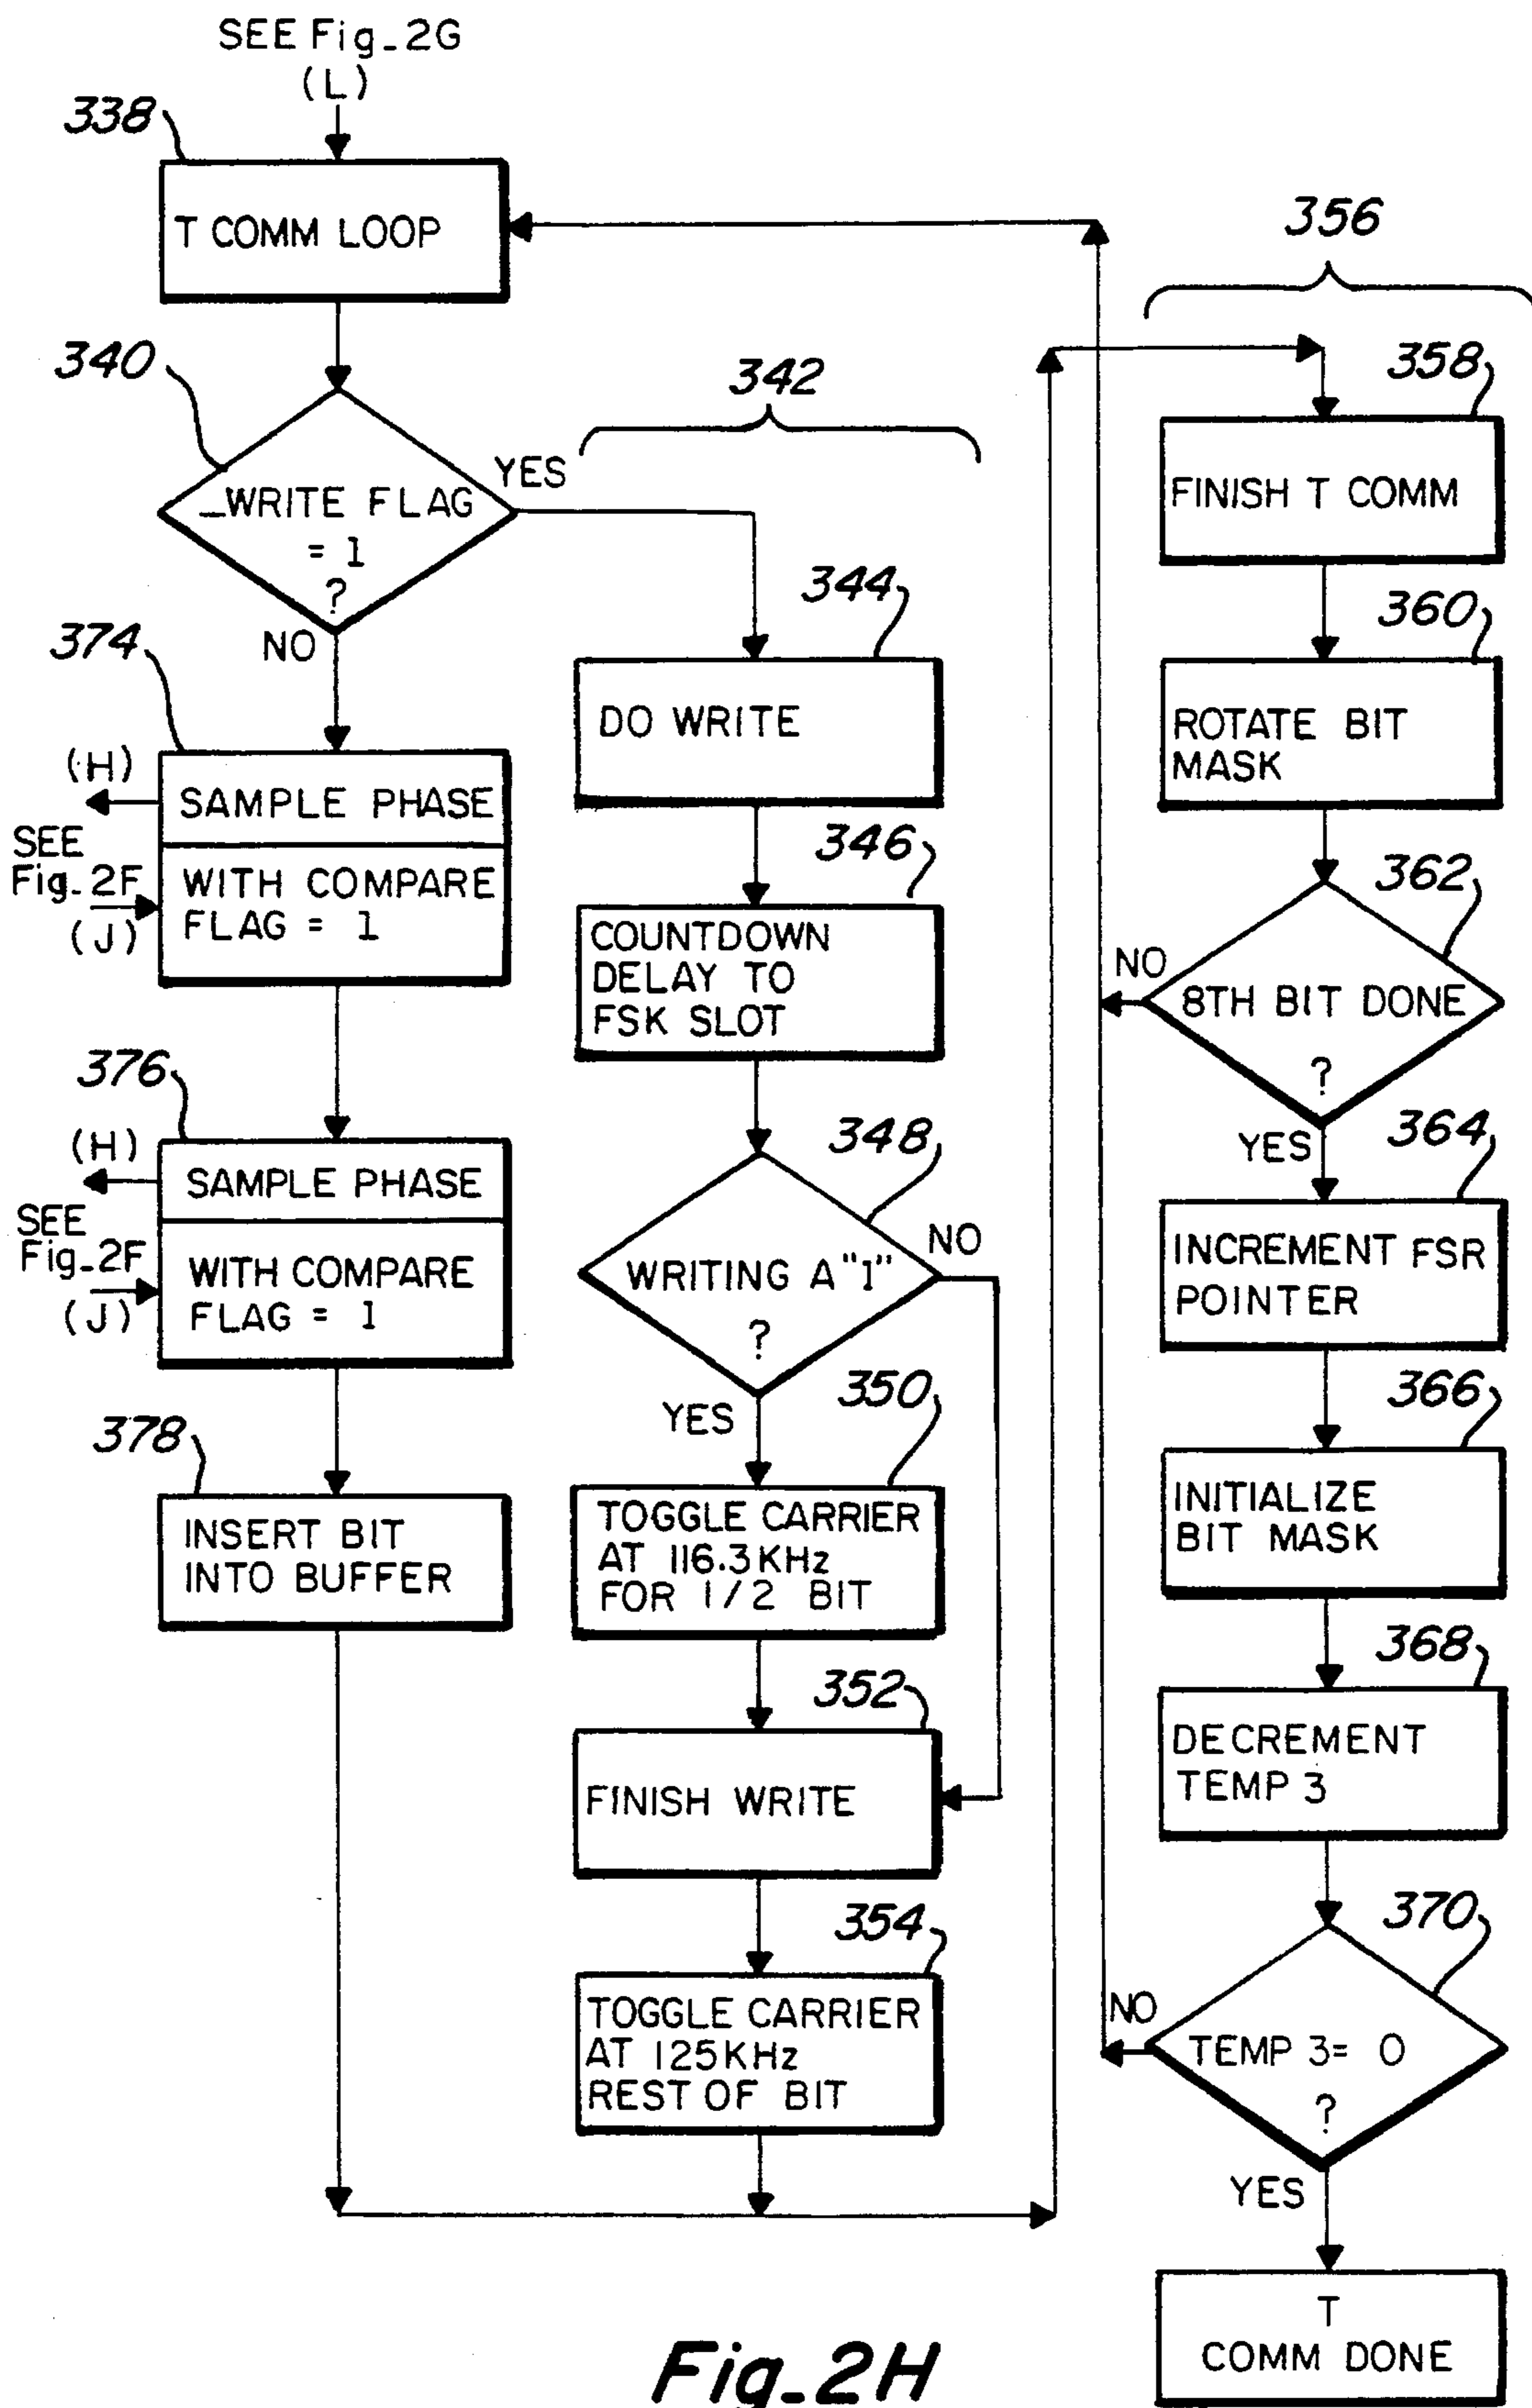 SEE Fig_2G
(L)
338
T COMM LOOP
340
_WRITE FLAG
= 1
?
YES
NO
342
374
(H)
SAMPLE PHASE
SEE
Fig_2F
(J)
WITH COMPARE
FLAG = 1
376
(H)
SAMPLE PHASE
SEE
Fig_2F
(J)
WITH COMPARE
FLAG = 1
378
INSERT BIT
INTO BUFFER
344
DO WRITE
346
COUNTDOWN
DELAY TO
FSK SLOT
348
WRITING A "1"
?
NO
YES
350
TOGGLE CARRIER
AT 116.3KHz
FOR 1/2 BIT
352
FINISH WRITE
354
TOGGLE CARRIER
AT 125KHz
REST OF BIT
356
358
FINISH T COMM
360
ROTATE BIT
MASK
362
NO
8TH BIT DONE
?
YES
364
INCREMENT FSR
POINTER
366
INITIALIZE
BIT MASK
368
DECREMENT
TEMP 3
370
NO
TEMP 3= 0
?
YES
T
COMM DONE
Fig_2H